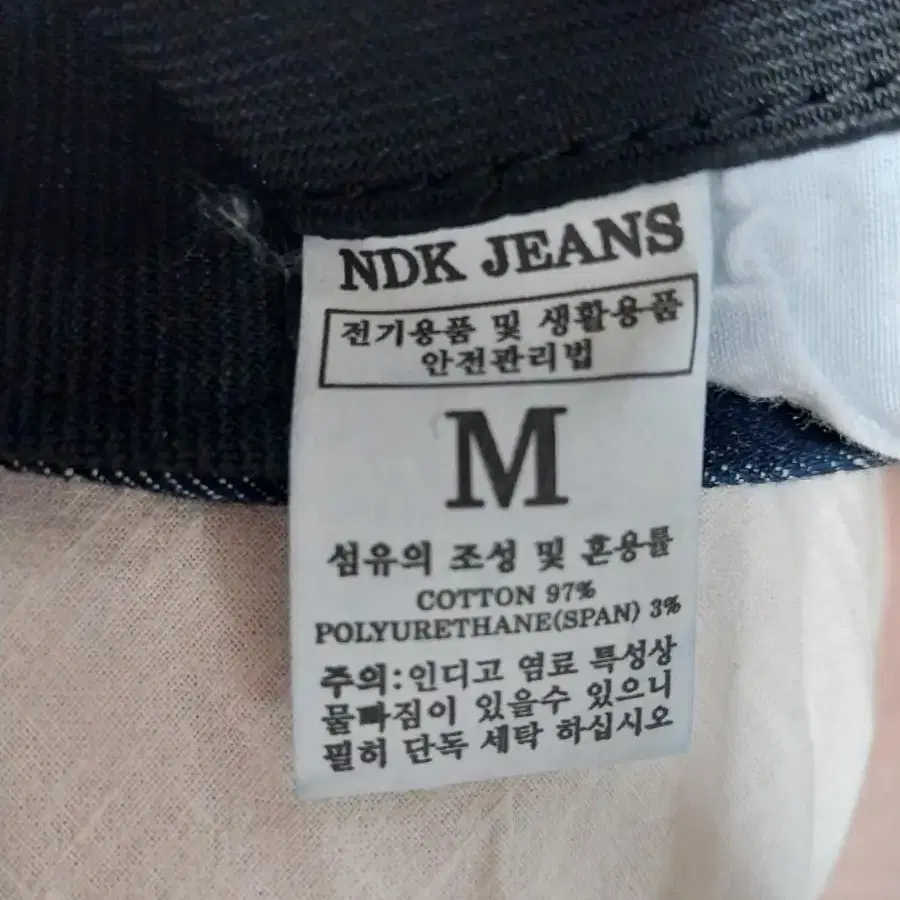 NDK JEANS
전기용품 및 생활용품
안전관리법
M
섬유의 조성 및 혼용률
COTTON 97%
POLYURETHANE(SPAN) 3%
주의:인디고 염료 특성상
물빠짐이 있을수 있으니
필히 단독 세탁 하십시오